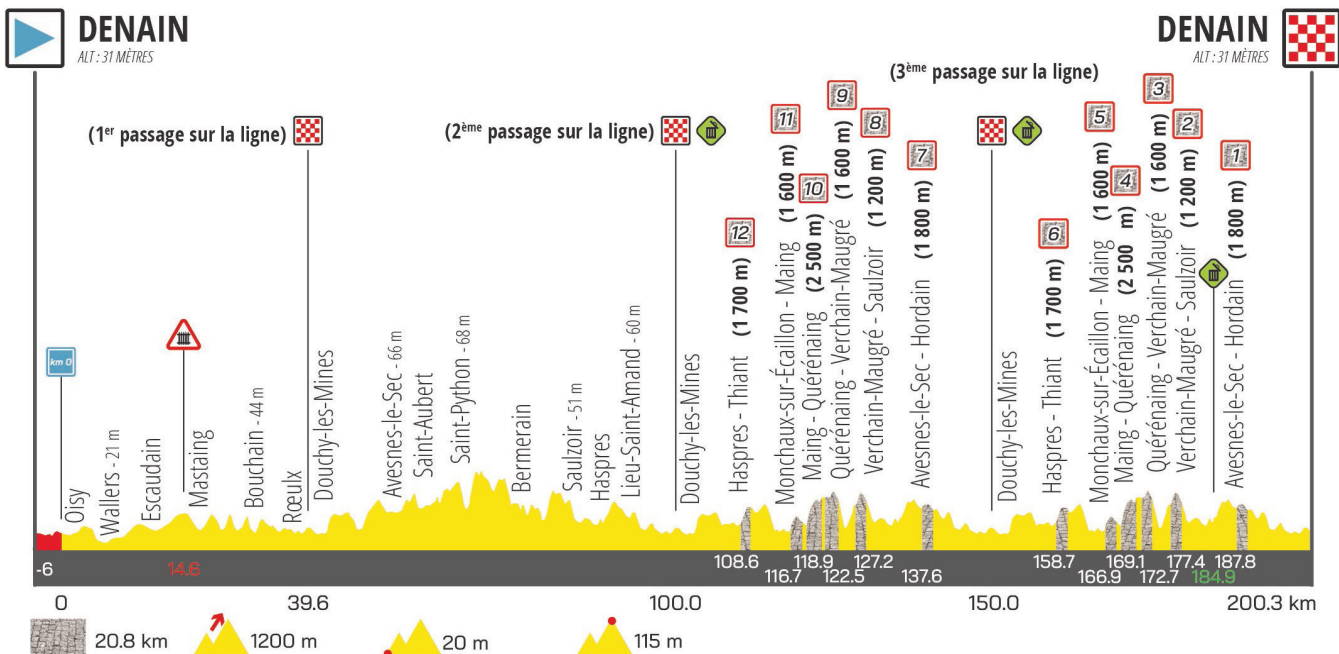 DENAIN
ALT : 31 MÈTRES
DENAIN
ALT : 31 MÈTRES
(1er passage sur la ligne)
(2ème passage sur la ligne)
(3ème passage sur la ligne)
km 0
Oisy
Wallers - 21 m
Escaudain
Mastaing
Bouchain - 44 m
Rœulx
Douchy-les-Mines
Avesnes-le-Sec - 66 m
Saint-Aubert
Saint-Python - 68 m
Bermerain
Saulzoir - 51 m
Haspres
Lieu-Saint-Amand - 60 m
Douchy-les-Mines
12
Haspres - Thiant (1 700 m)
11
Monchaux-sur-Écaillon - Maing (1 600 m)
10
Maing - Quérénaing (2 500 m)
9
Quérénaing - Verchain-Maugré (1 600 m)
8
Verchain-Maugré - Saulzoir (1 200 m)
7
Avesnes-le-Sec - Hordain (1 800 m)
Douchy-les-Mines
6
Haspres - Thiant (1 700 m)
5
Monchaux-sur-Écaillon - Maing (1 600 m)
4
Maing - Quérénaing (2 500 m)
3
Quérénaing - Verchain-Maugré (1 600 m)
2
Verchain-Maugré - Saulzoir (1 200 m)
1
Avesnes-le-Sec - Hordain (1 800 m)
-6
14.6
108.6
116.7
118.9
122.5
127.2
137.6
158.7
166.9
169.1
172.7
177.4
184.9
187.8
0
39.6
100.0
150.0
200.3 km
20.8 km
1200 m
20 m
115 m